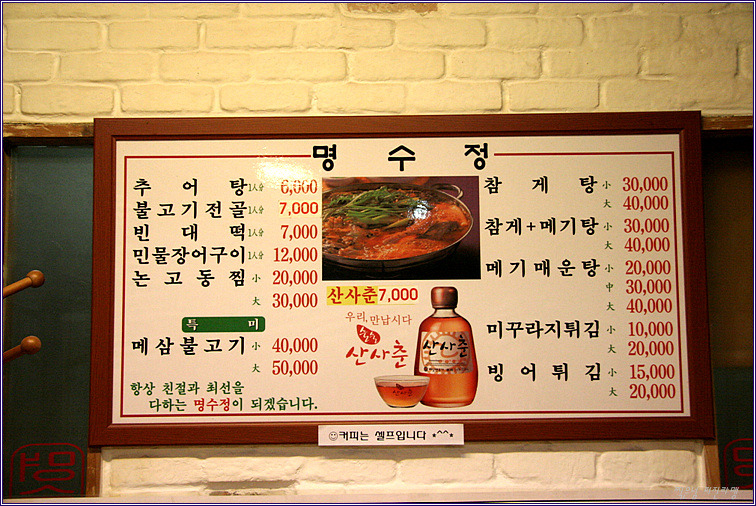 명 수 정
추 어 탕 1人分 6,000
불고기전골 1人分 7,000
빈 대 떡 1人分 7,000
민물장어구이 1人分 12,000
논고동찜 小 20,000
大 30,000
특 미
메삼불고기 小 40,000
大 50,000
항상 친절과 최선을
다하는 명수정이 되겠습니다.
산사춘 7,000
우리, 만납시다
산사춘
산사춘
산사춘
참 게 탕 小 30,000
大 40,000
참게+메기탕 小 30,000
大 40,000
메기매운탕 小 20,000
中 30,000
大 40,000
미꾸라지튀김 小 10,000
大 20,000
빙 어 튀 김 小 15,000
大 20,000
☺커피는 셀프입니다 *^^*